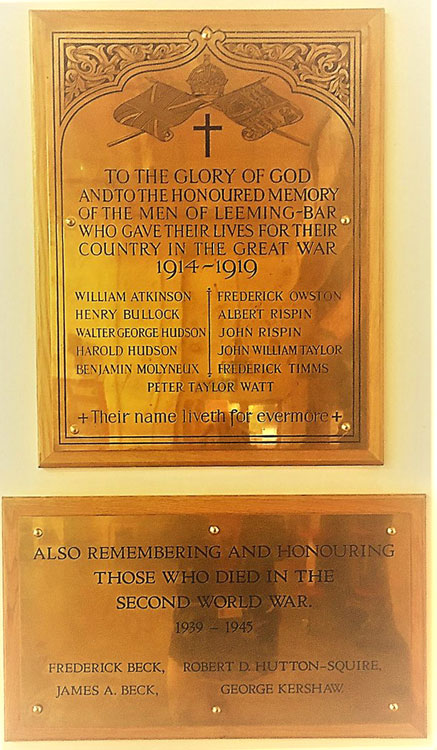 TO THE GLORY OF GOD
AND TO THE HONOURED MEMORY
OF THE MEN OF LEEMING-BAR
WHO GAVE THEIR LIVES FOR THEIR
COUNTRY IN THE GREAT WAR
1914~1919
WILLIAM ATKINSON
HENRY BULLOCK
WALTER GEORGE HUDSON
HAROLD HUDSON
BENJAMIN MOLYNEUX
FREDERICK OWSTON
ALBERT RISPIN
JOHN RISPIN
JOHN WILLIAM TAYLOR
FREDERICK TIMMS
PETER TAYLOR WATT
+Their name liveth for evermore+
ALSO REMEMBERING AND HONOURING
THOSE WHO DIED IN THE
SECOND WORLD WAR.
1939 – 1945
FREDERICK BECK, ROBERT D. HUTTON-SQUIRE,
JAMES A. BECK, GEORGE KERSHAW.